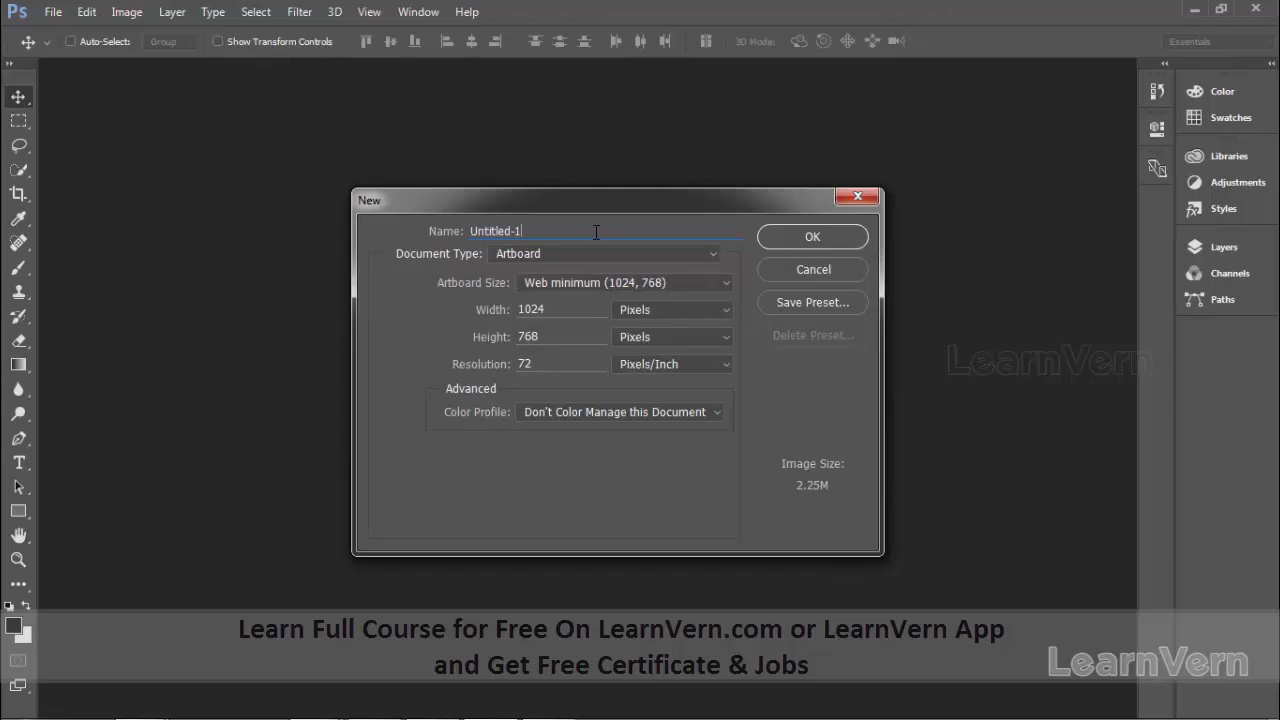 Ps File Edit Image Layer Type Select Filter 3D View Window Help
Auto-Select: Group Show Transform Controls 3D Mode: Essentials
Color
Swatches
Libraries
Adjustments
Styles
Layers
Channels
Paths
New
Name: Untitled-1
OK
Document Type: Artboard
Cancel
Artboard Size: Web minimum (1024, 768)
Save Preset...
Width: 1024 Pixels
Height: 768 Pixels
Delete Preset...
Resolution: 72 Pixels/Inch
Advanced
Color Profile: Don't Color Manage this Document
Image Size:
2.25M
LearnVern
Learn Full Course for Free On LearnVern.com or LearnVern App
and Get Free Certificate & Jobs
LearnVern